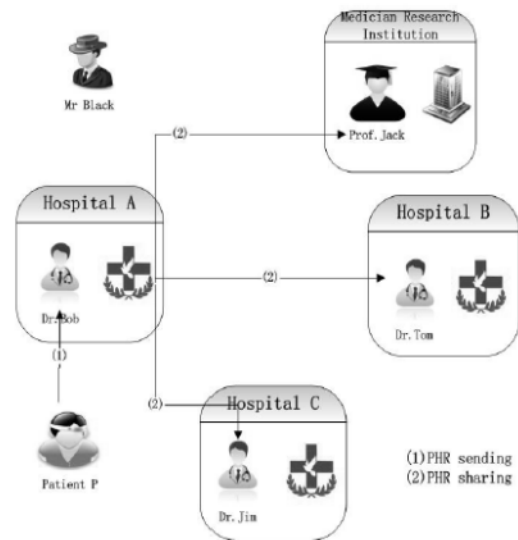 Medician Research
Institution
Mr Black
Prof.Jack
(2)
Hospital A
Hospital B
Dr.Bob
(2)
Dr.Tom
(1)
(2)
Hospital C
Patient P
Dr.Jim
(1)PHR sending
(2)PHR sharing